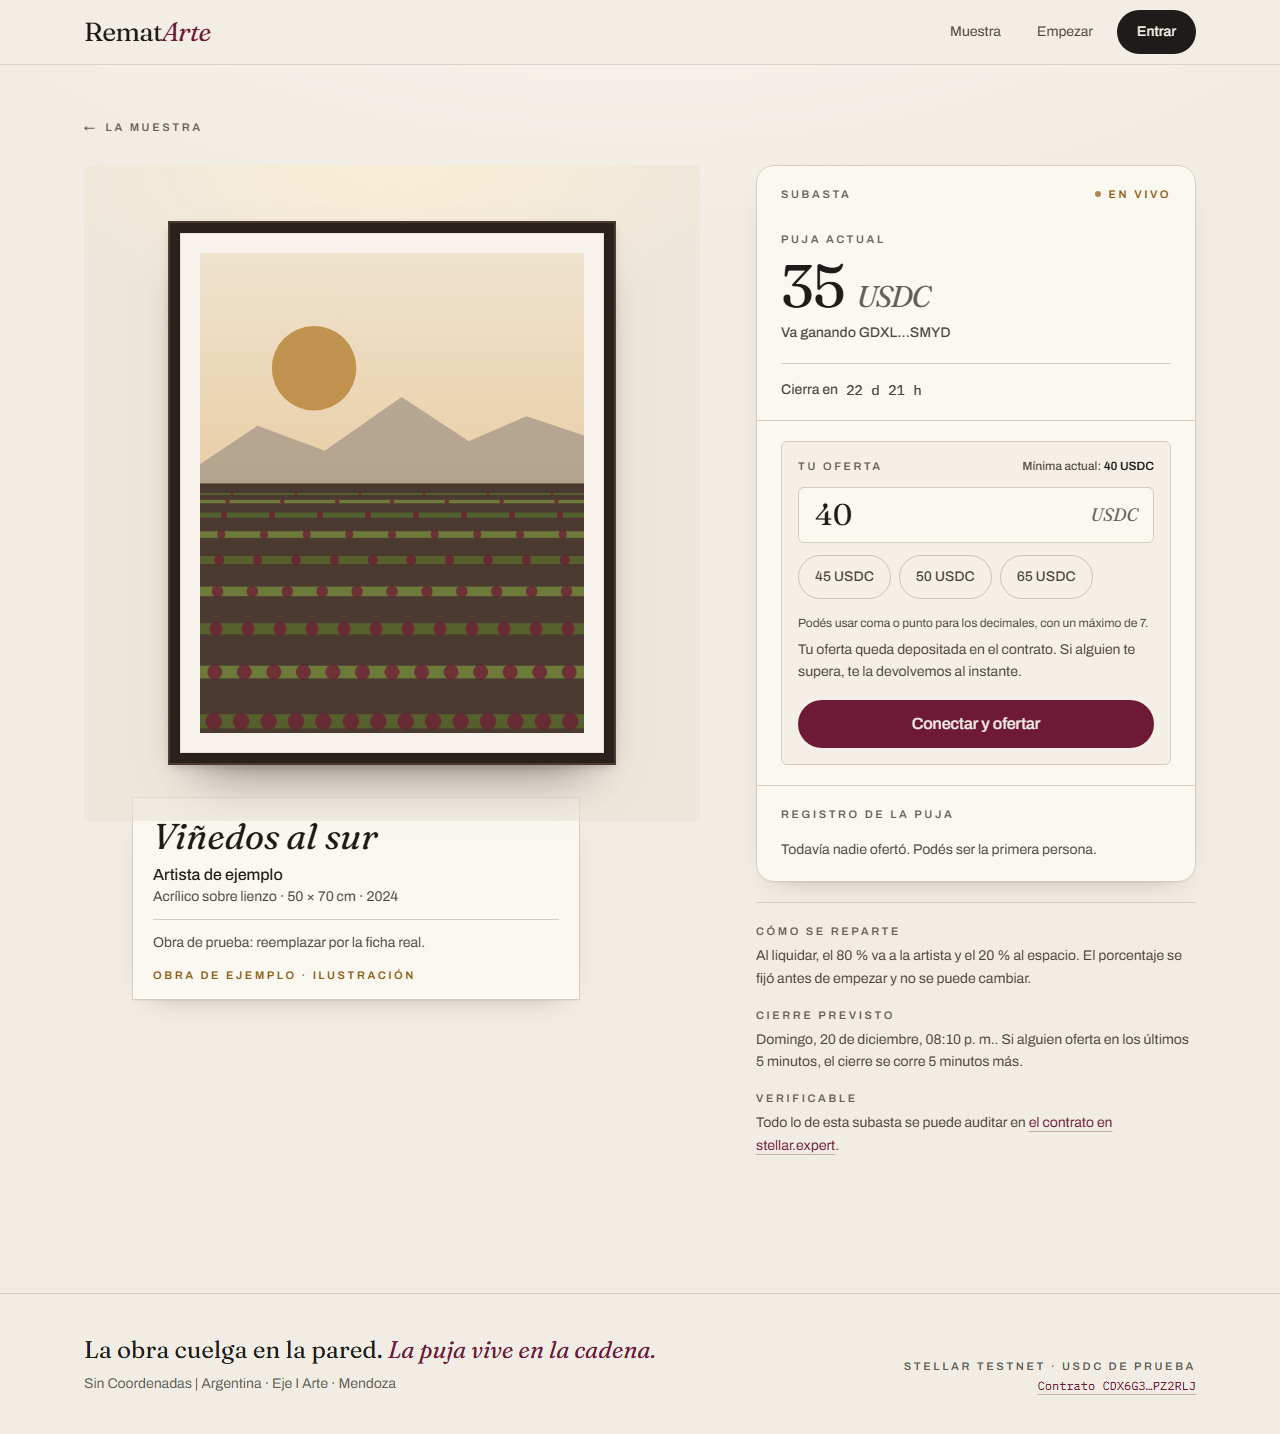 RematArte
Muestra
Empezar
Entrar
← LA MUESTRA
Viñedos al sur
Artista de ejemplo
Acrílico sobre lienzo · 50 × 70 cm · 2024
Obra de prueba: reemplazar por la ficha real.
OBRA DE EJEMPLO · ILUSTRACIÓN
SUBASTA
EN VIVO
PUJA ACTUAL
35 USDC
Va ganando GDXL…SMYD
Cierra en 22 d 21 h
TU OFERTA
Mínima actual: 40 USDC
40 USDC
45 USDC
50 USDC
65 USDC
Podés usar coma o punto para los decimales, con un máximo de 7.
Tu oferta queda depositada en el contrato. Si alguien te
supera, te la devolvemos al instante.
Conectar y ofertar
REGISTRO DE LA PUJA
Todavía nadie ofertó. Podés ser la primera persona.
CÓMO SE REPARTE
Al liquidar, el 80 % va a la artista y el 20 % al espacio. El porcentaje se
fijó antes de empezar y no se puede cambiar.
CIERRE PREVISTO
Domingo, 20 de diciembre, 08:10 p. m.. Si alguien oferta en los últimos
5 minutos, el cierre se corre 5 minutos más.
VERIFICABLE
Todo lo de esta subasta se puede auditar en el contrato en
stellar.expert.
La obra cuelga en la pared. La puja vive en la cadena.
Sin Coordenadas | Argentina · Eje I Arte · Mendoza
STELLAR TESTNET · USDC DE PRUEBA
Contrato CDX6G3…PZ2RLJ